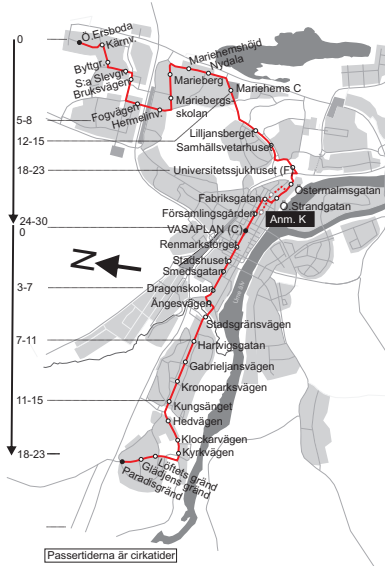 0
Ö.Ersboda
Kärnv.
Byttgr.
S:a Slevgr.
Bruksvägen
Fogvägen
Hermelinv.
Mariehemshöjd
Nydala
Marieberg
Mariebergs-
skolan
Mariehems C
5-8
Lilljansberget
12-15
Samhällsvetarhuset
18-23
Universitetssjukhuset (F)
Fabriksgatan
Östermalmsgatan
Strandgatan
Församlingsgården
Anm. K
24-30
0
VASAPLAN (C)
Renmarkstorget
N
Stadshuset
Smedsgatan
3-7
Dragonskolan
Ängesvägen
Stadsgränsvägen
7-11
Hartvigsgatan
Gabrieljansvägen
Kronoparksvägen
11-15
Kungsänget
Hedvägen
Klockarvägen
18-23
Kyrkvägen
Löftets gränd
Glädjens gränd
Paradisgränd
Passertiderna är cirkatider